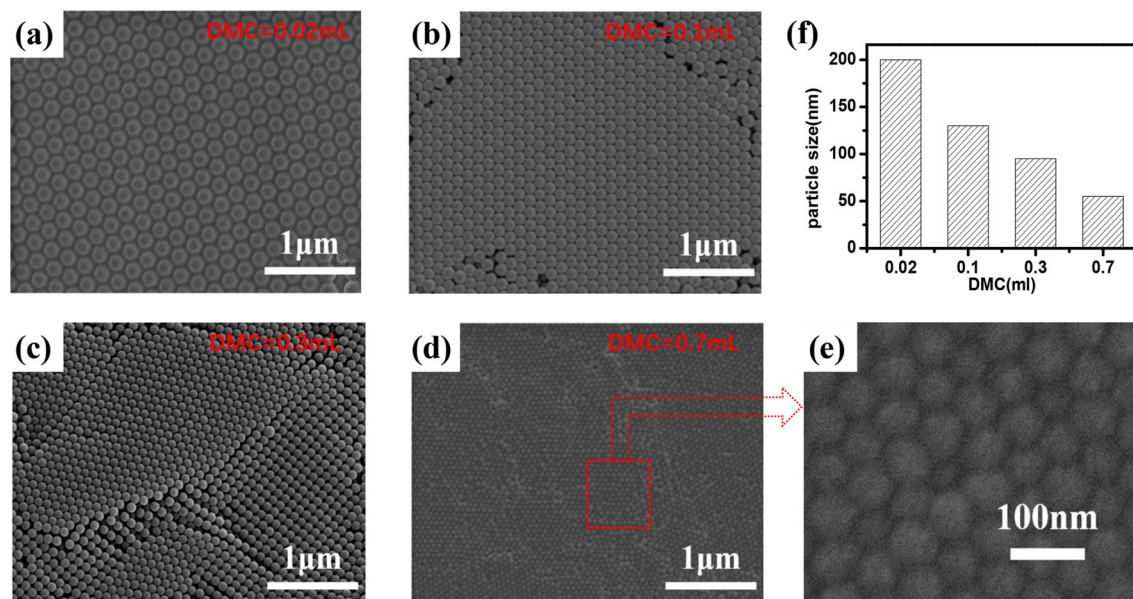 (a)
DMC=0.02mL
1μm
(b)
DMC=0.1mL
1μm
(f)
particle size(nm)
200
150
100
50
0
0.02 0.1 0.3 0.7
DMC(ml)
(c)
DMC=0.3mL
1μm
(d)
DMC=0.7mL
1μm
(e)
100nm